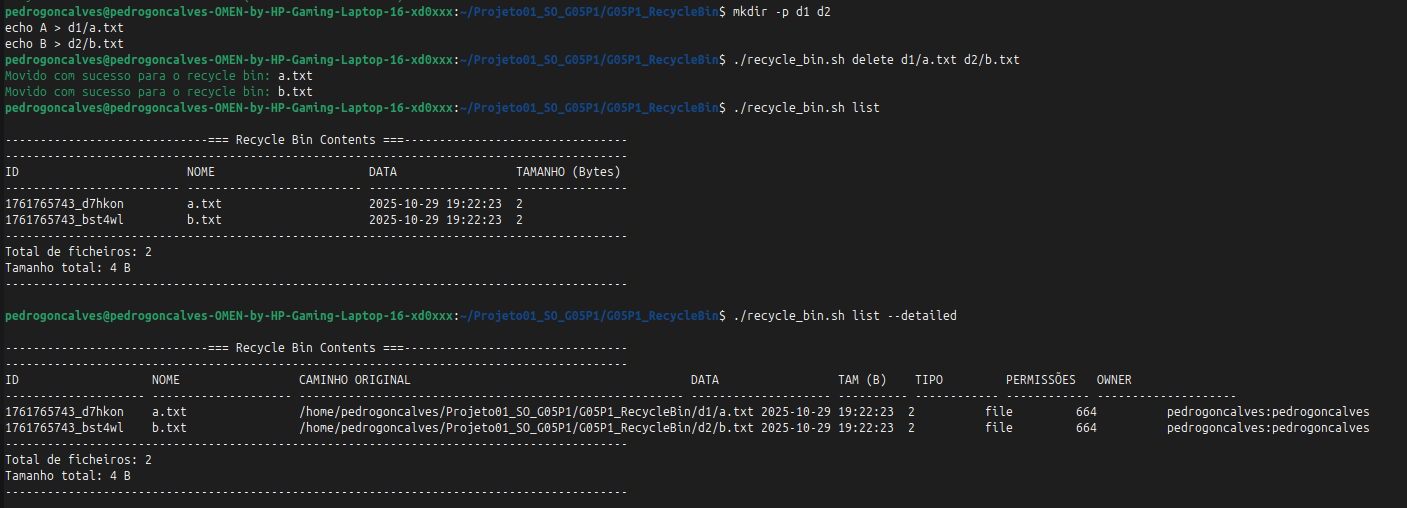 pedrogoncalves@pedrogoncalves-OMEN-by-HP-Gaming-Laptop-16-xd0xxx:~/Projeto01_SO_G05P1/G05P1_RecycleBin$ mkdir -p d1 d2
echo A > d1/a.txt
echo B > d2/b.txt
pedrogoncalves@pedrogoncalves-OMEN-by-HP-Gaming-Laptop-16-xd0xxx:~/Projeto01_SO_G05P1/G05P1_RecycleBin$ ./recycle_bin.sh delete d1/a.txt d2/b.txt
Movido com sucesso para o recycle bin: a.txt
Movido com sucesso para o recycle bin: b.txt
pedrogoncalves@pedrogoncalves-OMEN-by-HP-Gaming-Laptop-16-xd0xxx:~/Projeto01_SO_G05P1/G05P1_RecycleBin$ ./recycle_bin.sh list
-----------------------------=== Recycle Bin Contents ===--------------------------------
-----------------------------------------------------------------------------------------
ID                        NOME                      DATA                 TAMANHO (Bytes)
------------------------- ------------------------- -------------------- ----------------
1761765743_d7hkon         a.txt                     2025-10-29 19:22:23  2
1761765743_bst4wl         b.txt                     2025-10-29 19:22:23  2
-----------------------------------------------------------------------------------------
Total de ficheiros: 2
Tamanho total: 4 B
-----------------------------------------------------------------------------------------
pedrogoncalves@pedrogoncalves-OMEN-by-HP-Gaming-Laptop-16-xd0xxx:~/Projeto01_SO_G05P1/G05P1_RecycleBin$ ./recycle_bin.sh list --detailed
-----------------------------=== Recycle Bin Contents ===--------------------------------
-----------------------------------------------------------------------------------------
ID                   NOME                 CAMINHO ORIGINAL                                        DATA                 TAM (B)    TIPO         PERMISSÕES   OWNER
-------------------- -------------------- ------------------------------------------------------- -------------------- ---------- ------------ ------------ --------------------
1761765743_d7hkon    a.txt                /home/pedrogoncalves/Projeto01_SO_G05P1/G05P1_RecycleBin/d1/a.txt 2025-10-29 19:22:23  2          file         664          pedrogoncalves:pedrogoncalves
1761765743_bst4wl    b.txt                /home/pedrogoncalves/Projeto01_SO_G05P1/G05P1_RecycleBin/d2/b.txt 2025-10-29 19:22:23  2          file         664          pedrogoncalves:pedrogoncalves
-----------------------------------------------------------------------------------------
Total de ficheiros: 2
Tamanho total: 4 B
-----------------------------------------------------------------------------------------